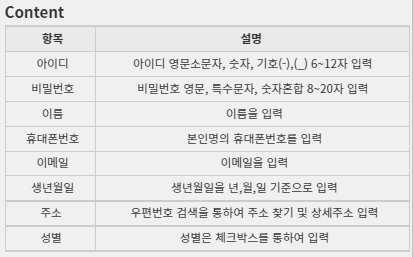 Content
항목 설명
아이디 아이디 영문소문자, 숫자, 기호(-),(_) 6~12자 입력
비밀번호 비밀번호 영문, 특수문자, 숫자혼합 8~20자 입력
이름 이름을 입력
휴대폰번호 본인명의 휴대폰번호를 입력
이메일 이메일을 입력
생년월일 생년월일을 년,월,일 기준으로 입력
주소 우편번호 검색을 통하여 주소 찾기 및 상세주소 입력
성별 성별은 체크박스를 통하여 입력